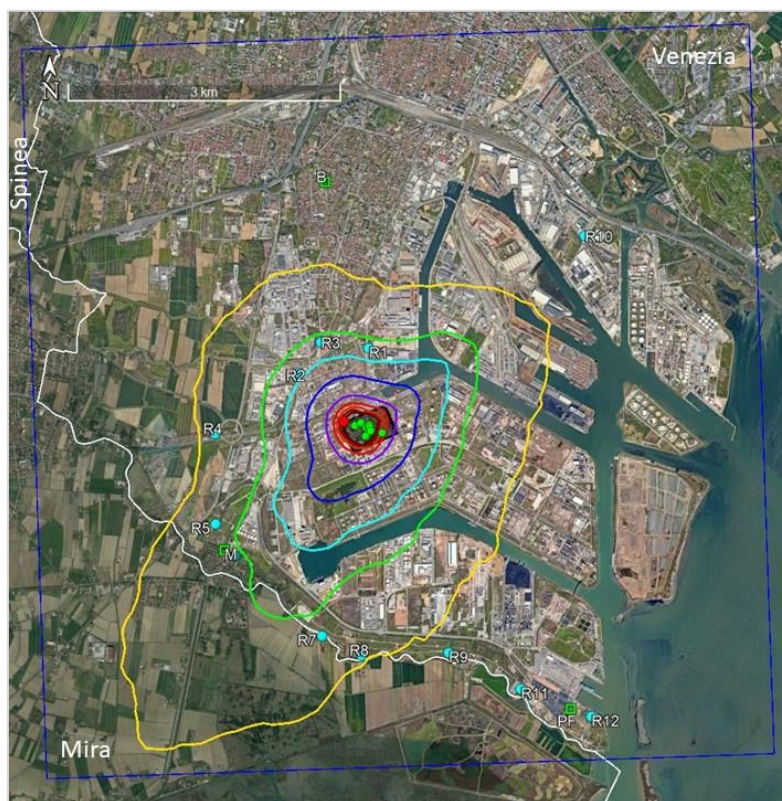 Venezia
N
3 km
Spinea
B
R10
R3
R1
R2
R4
R5
M
R7
R8
R9
R11
PF
R12
Mira